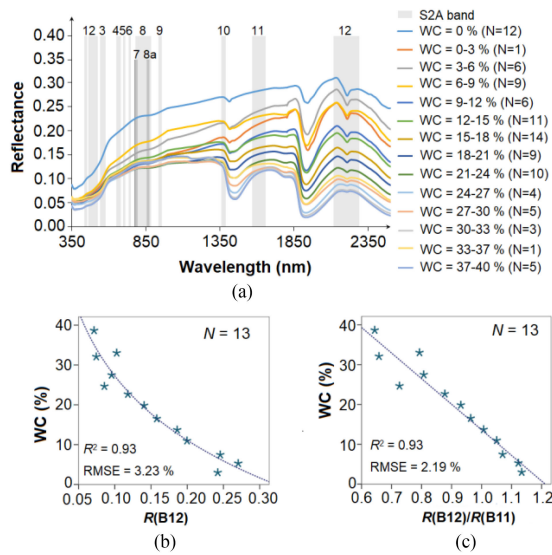 12 3 456 8 9 10 11 12
7 8a
0.40
0.35
0.30
0.25
0.20
0.15
0.10
0.05
0.00
Reflectance
350 850 1350 1850 2350
Wavelength (nm)
S2A band
WC = 0 % (N=12)
WC = 0-3 % (N=1)
WC = 3-6 % (N=6)
WC = 6-9 % (N=9)
WC = 9-12 % (N=6)
WC = 12-15 % (N=11)
WC = 15-18 % (N=14)
WC = 18-21 % (N=9)
WC = 21-24 % (N=10)
WC = 24-27 % (N=4)
WC = 27-30 % (N=5)
WC = 30-33 % (N=3)
WC = 33-37 % (N=1)
WC = 37-40 % (N=5)
(a)
40
30
20
10
0
WC (%)
N = 13
R² = 0.93
RMSE = 3.23 %
0.05 0.10 0.15 0.20 0.25 0.30
R(B12)
(b)
40
30
20
10
0
WC (%)
N = 13
R² = 0.93
RMSE = 2.19 %
0.6 0.7 0.8 0.9 1.0 1.1 1.2
R(B12)/R(B11)
(c)